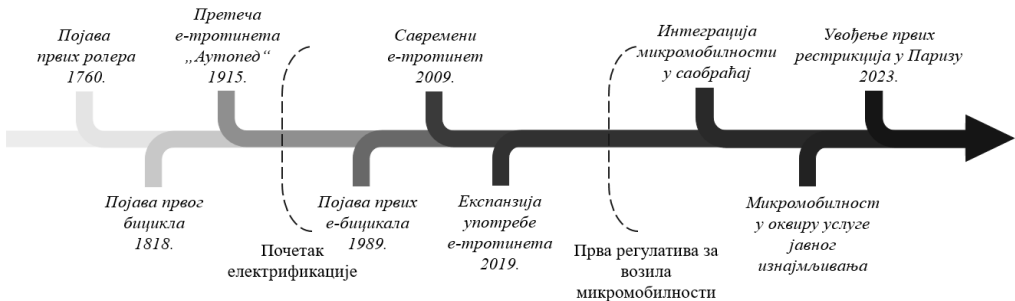 Појава
првих ролера
1760.
Појава првог
бицикла
1818.
Претеча
е-тротинета
„Аутопед“
1915.
Почетак
електрификације
Појава првих
е-бицикала
1989.
Савремени
е-тротинет
2009.
Експанзија
употребе
е-тротинета
2019.
Прва регулатива за
возила
микромобилности
Интеграција
микромобилности
у саобраћај
Микромобилност
у оквиру услуге
јавног
изнајмљивања
Увођење првих
рестрикција у Паризу
2023.